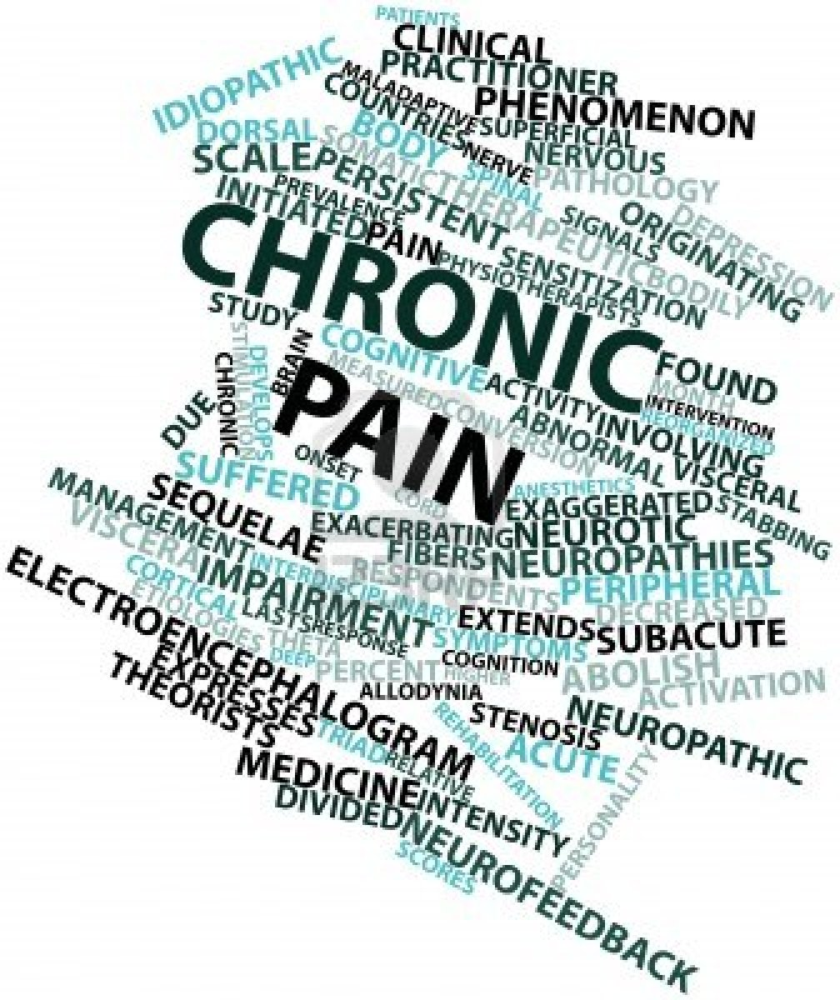 PATIENTS
CLINICAL
PRACTITIONER
IDIOPATHIC
MALADAPTIVE
COUNTRIES
PHENOMENON
SUPERFICIAL
DORSAL
BODY
NERVE
NERVOUS
SCALE
SOMATIC
SPINAL
PATHOLOGY
PERSISTENT
THERAPEUTIC
PREVALENCE
INITIATED
PAIN
SIGNALS
ORIGINATING
DEPRESSION
CHRONIC
PHYSIOTHERAPISTS
SENSITIZATION
BODILY
STUDY
STIMULATION
DEVELOPS
BRAIN
COGNITIVE
CHRONIC
MEASURED
ACTIVITY
FOUND
MONTH
INTERVENTION
REORGANIZED
PAIN
CONVERSION
ABNORMAL
INVOLVING
DUE
ONSET
VISCERAL
SUFFERED
CORD
ANESTHETICS
MANAGEMENT
SEQUELAE
EXAGGERATED
STABBING
VISCERA
EXACERBATING
NEUROTIC
FIBERS
NEUROPATHIES
ELECTROENCEPHALOGRAM
CORTICAL
IMPAIRMENT
INTERDISCIPLINARY
RESPONDENTS
PERIPHERAL
ETIOLOGIES
LASTS
RESPONSE
EXTENDS
DECREASED
THETA
SYMPTOMS
SUBACUTE
DEEP
PERCENT
HIGHER
COGNITION
ABOLISH
EXPRESSES
ALLODYNIA
ACTIVATION
THEORISTS
TRIAD
REHABILITATION
STENOSIS
NEUROPATHIC
RELATIVE
ACUTE
MEDICINE
INTENSITY
PERSONALITY
DIVIDED
NEUROFEEDBACK
SCORES